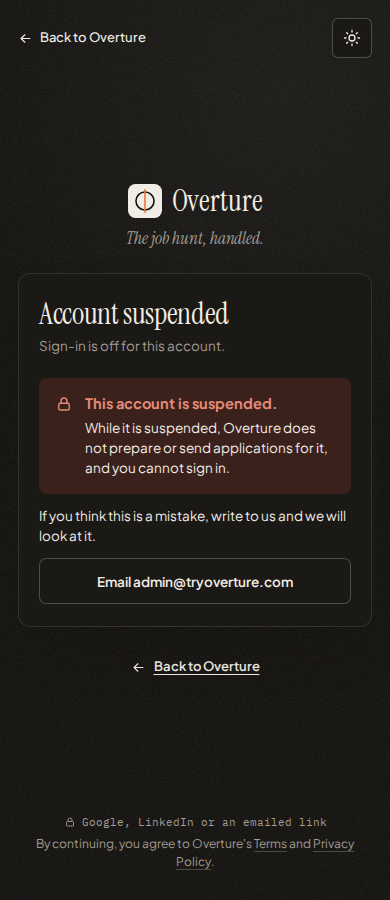 ← Back to Overture
Overture
The job hunt, handled.
Account suspended
Sign-in is off for this account.
This account is suspended.
While it is suspended, Overture does
not prepare or send applications for it,
and you cannot sign in.
If you think this is a mistake, write to us and we will
look at it.
Email admin@tryoverture.com
← Back to Overture
Google, LinkedIn or an emailed link
By continuing, you agree to Overture's Terms and Privacy
Policy.